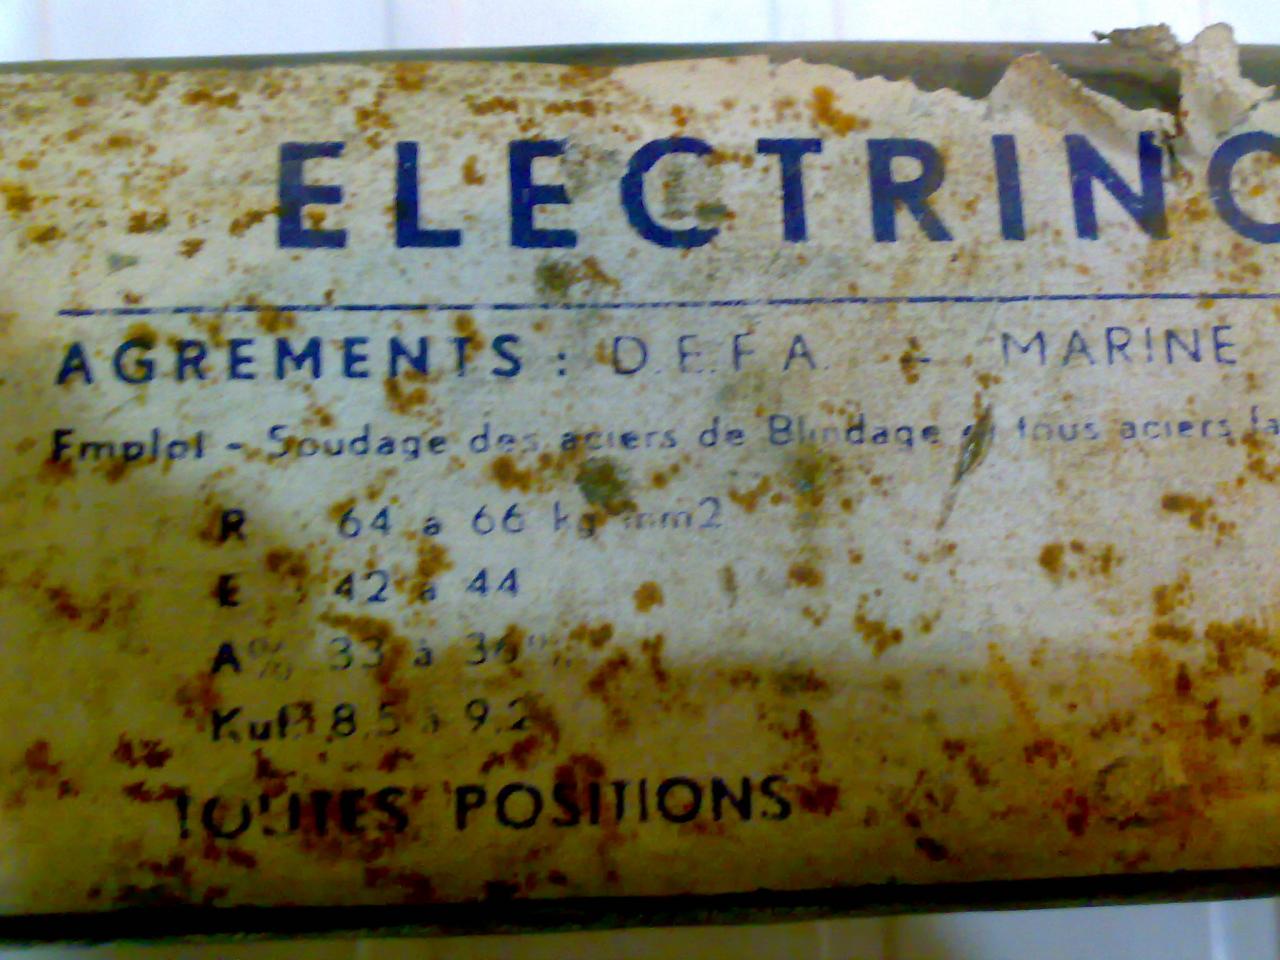 ELECTRINO
AGREMENTS : D.E.F.A. - MARINE
Emploi - Soudage des aciers de Blindage et tous aciers
R 64 à 66 kg mm2
E 42 à 44
A% 33 à 36%
Kuf 8,5 à 9,2
TOUTES POSITIONS